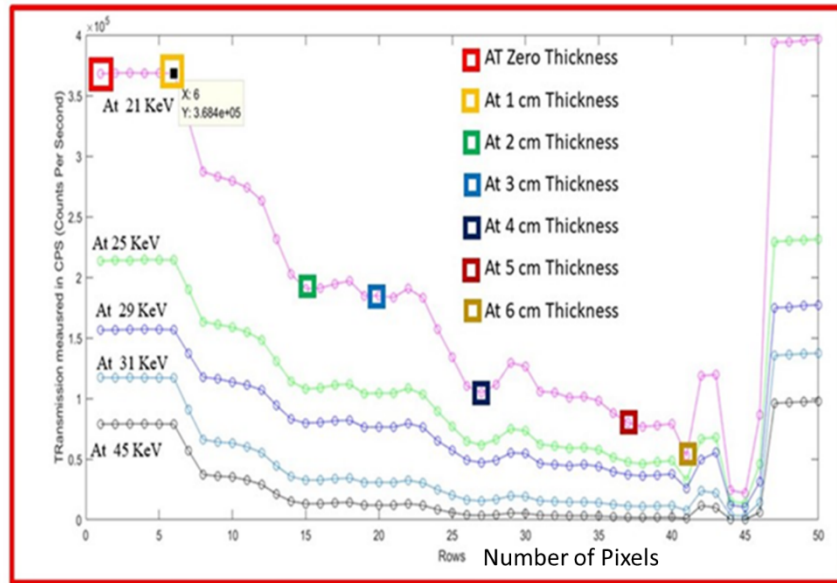 ×10⁵
4
3.5
3
2.5
2
1.5
1
0.5
0
TRansmission meausred in CPS (Counts Per Second)
At 21 KeV
X: 6
Y: 3.684e+05
At 25 KeV
At 29 KeV
At 31 KeV
At 45 KeV
AT Zero Thickness
At 1 cm Thickness
At 2 cm Thickness
At 3 cm Thickness
At 4 cm Thickness
At 5 cm Thickness
At 6 cm Thickness
0 5 10 15 20 25 30 35 40 45 50
Rows Number of Pixels